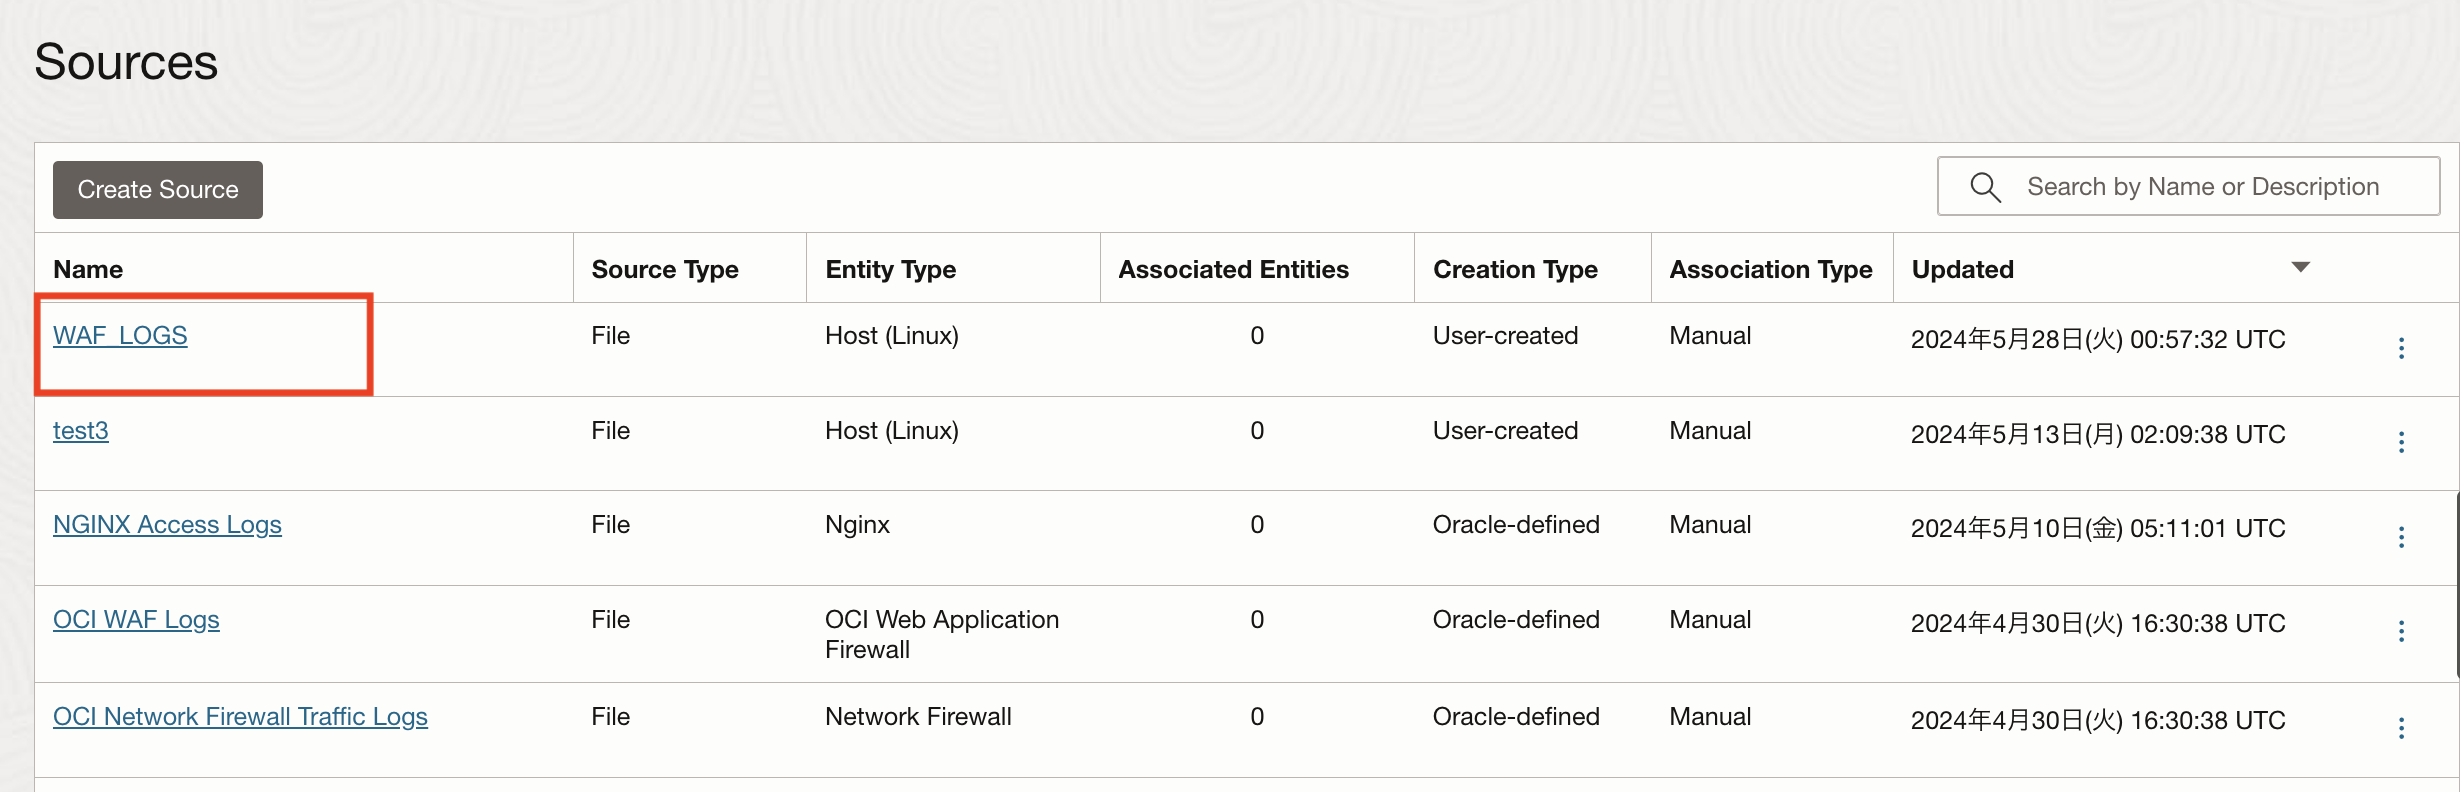 Sources
Create Source
Search by Name or Description
Name Source Type Entity Type Associated Entities Creation Type Association Type Updated
WAF_LOGS File Host (Linux) 0 User-created Manual 2024年5月28日(火) 00:57:32 UTC
test3 File Host (Linux) 0 User-created Manual 2024年5月13日(月) 02:09:38 UTC
NGINX Access Logs File Nginx 0 Oracle-defined Manual 2024年5月10日(金) 05:11:01 UTC
OCI WAF Logs File OCI Web Application 0 Oracle-defined Manual 2024年4月30日(火) 16:30:38 UTC
Firewall
OCI Network Firewall Traffic Logs File Network Firewall 0 Oracle-defined Manual 2024年4月30日(火) 16:30:38 UTC